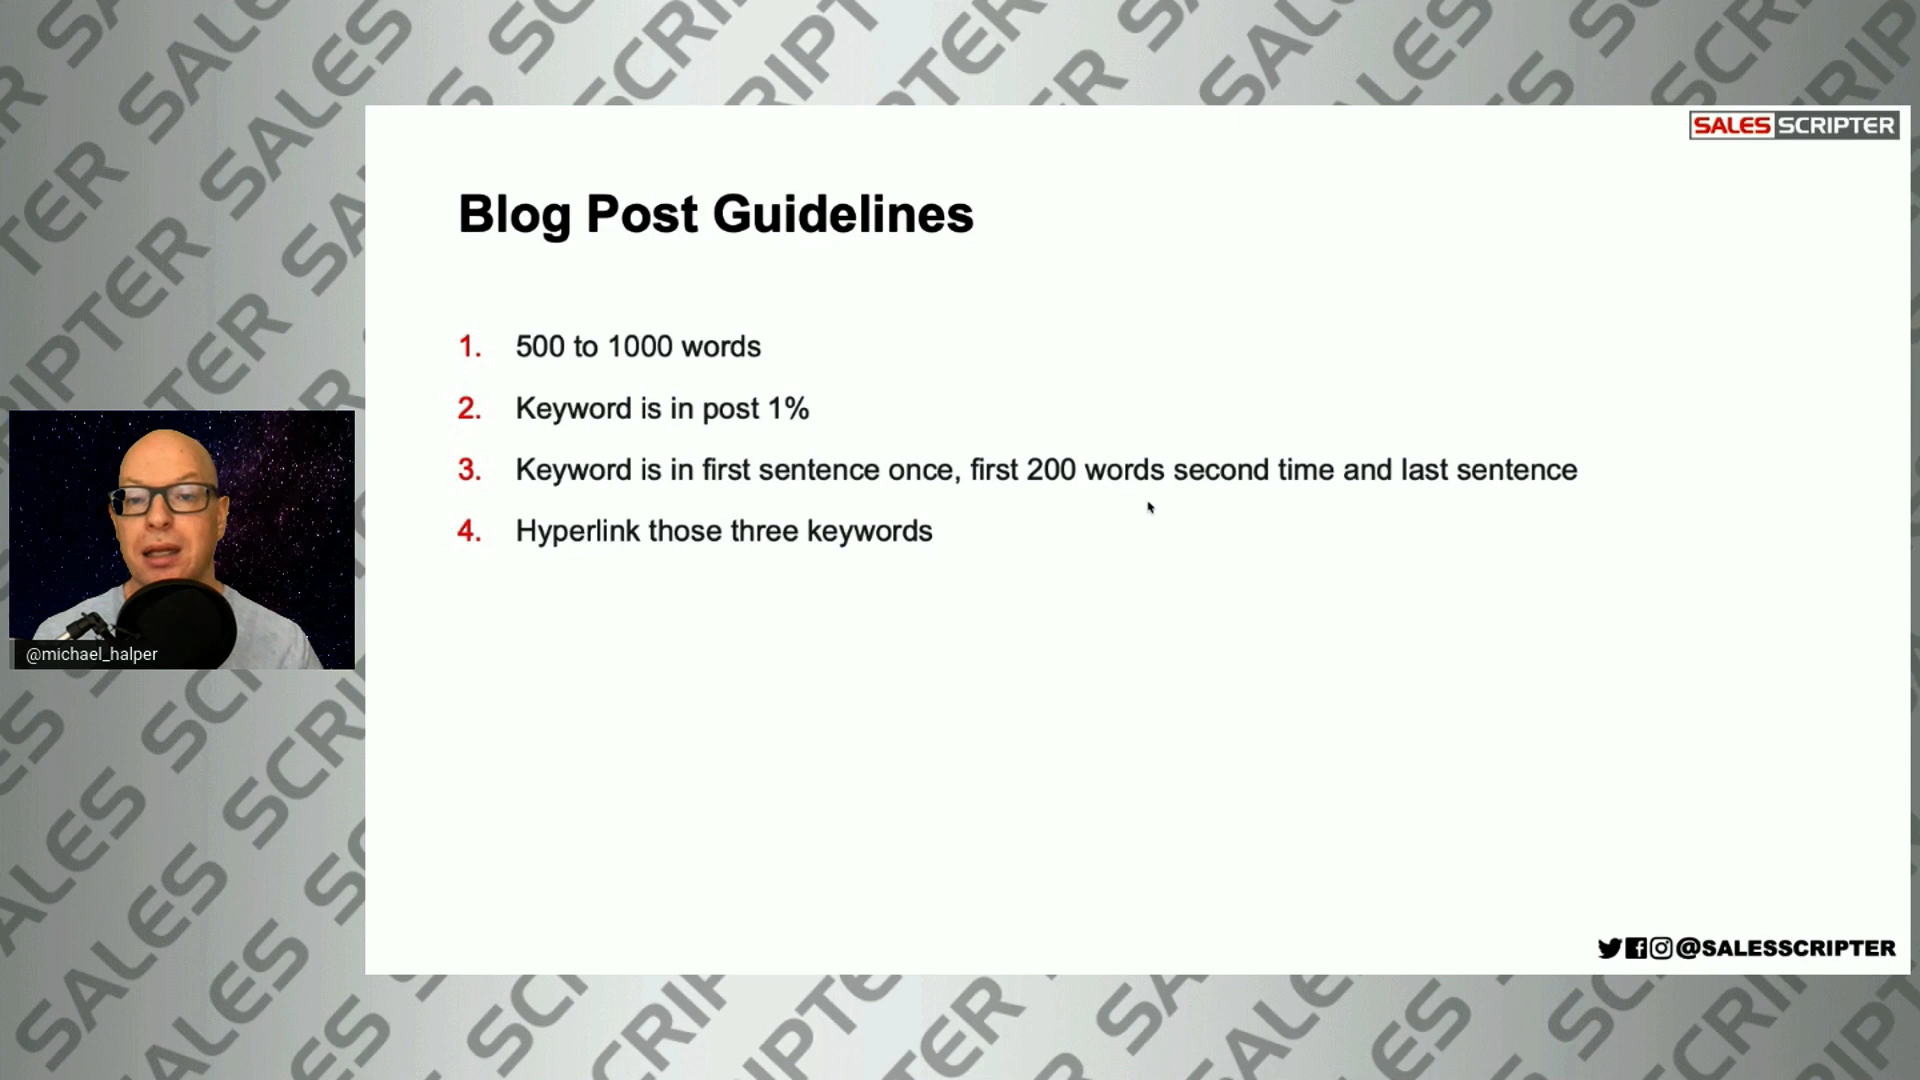 SALES SCRIPTER
Blog Post Guidelines
1. 500 to 1000 words
2. Keyword is in post 1%
3. Keyword is in first sentence once, first 200 words second time and last sentence
4. Hyperlink those three keywords
@michael_halper
@SALESSCRIPTER